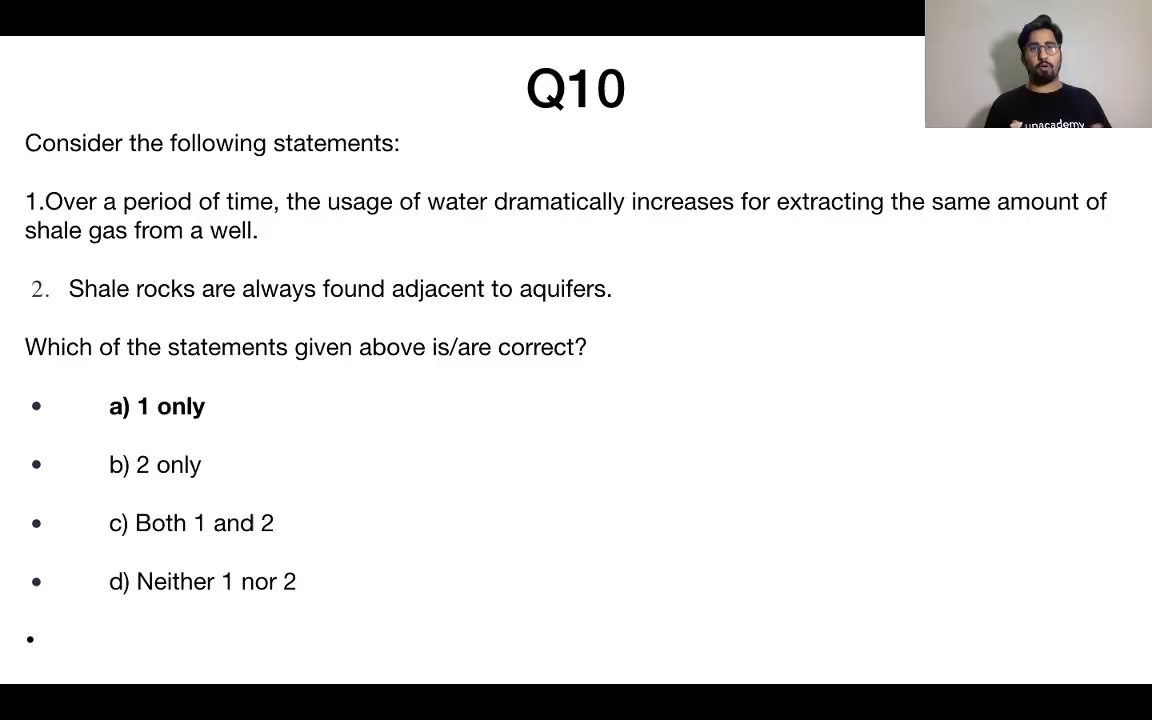 Q10
unacademy
Consider the following statements:
1.Over a period of time, the usage of water dramatically increases for extracting the same amount of
shale gas from a well.
2. Shale rocks are always found adjacent to aquifers.
Which of the statements given above is/are correct?
• a) 1 only
• b) 2 only
• c) Both 1 and 2
• d) Neither 1 nor 2
•